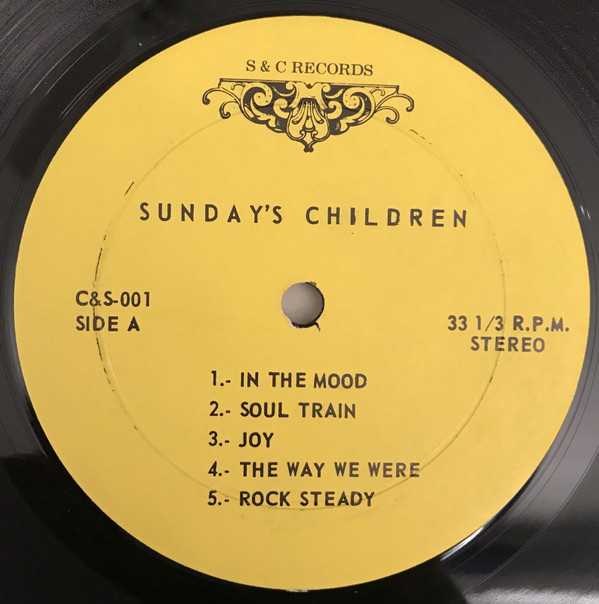 S & C RECORDS
SUNDAY'S CHILDREN
C&S-001
SIDE A
33 1/3 R.P.M.
STEREO
1.- IN THE MOOD
2.- SOUL TRAIN
3.- JOY
4.- THE WAY WE WERE
5.- ROCK STEADY